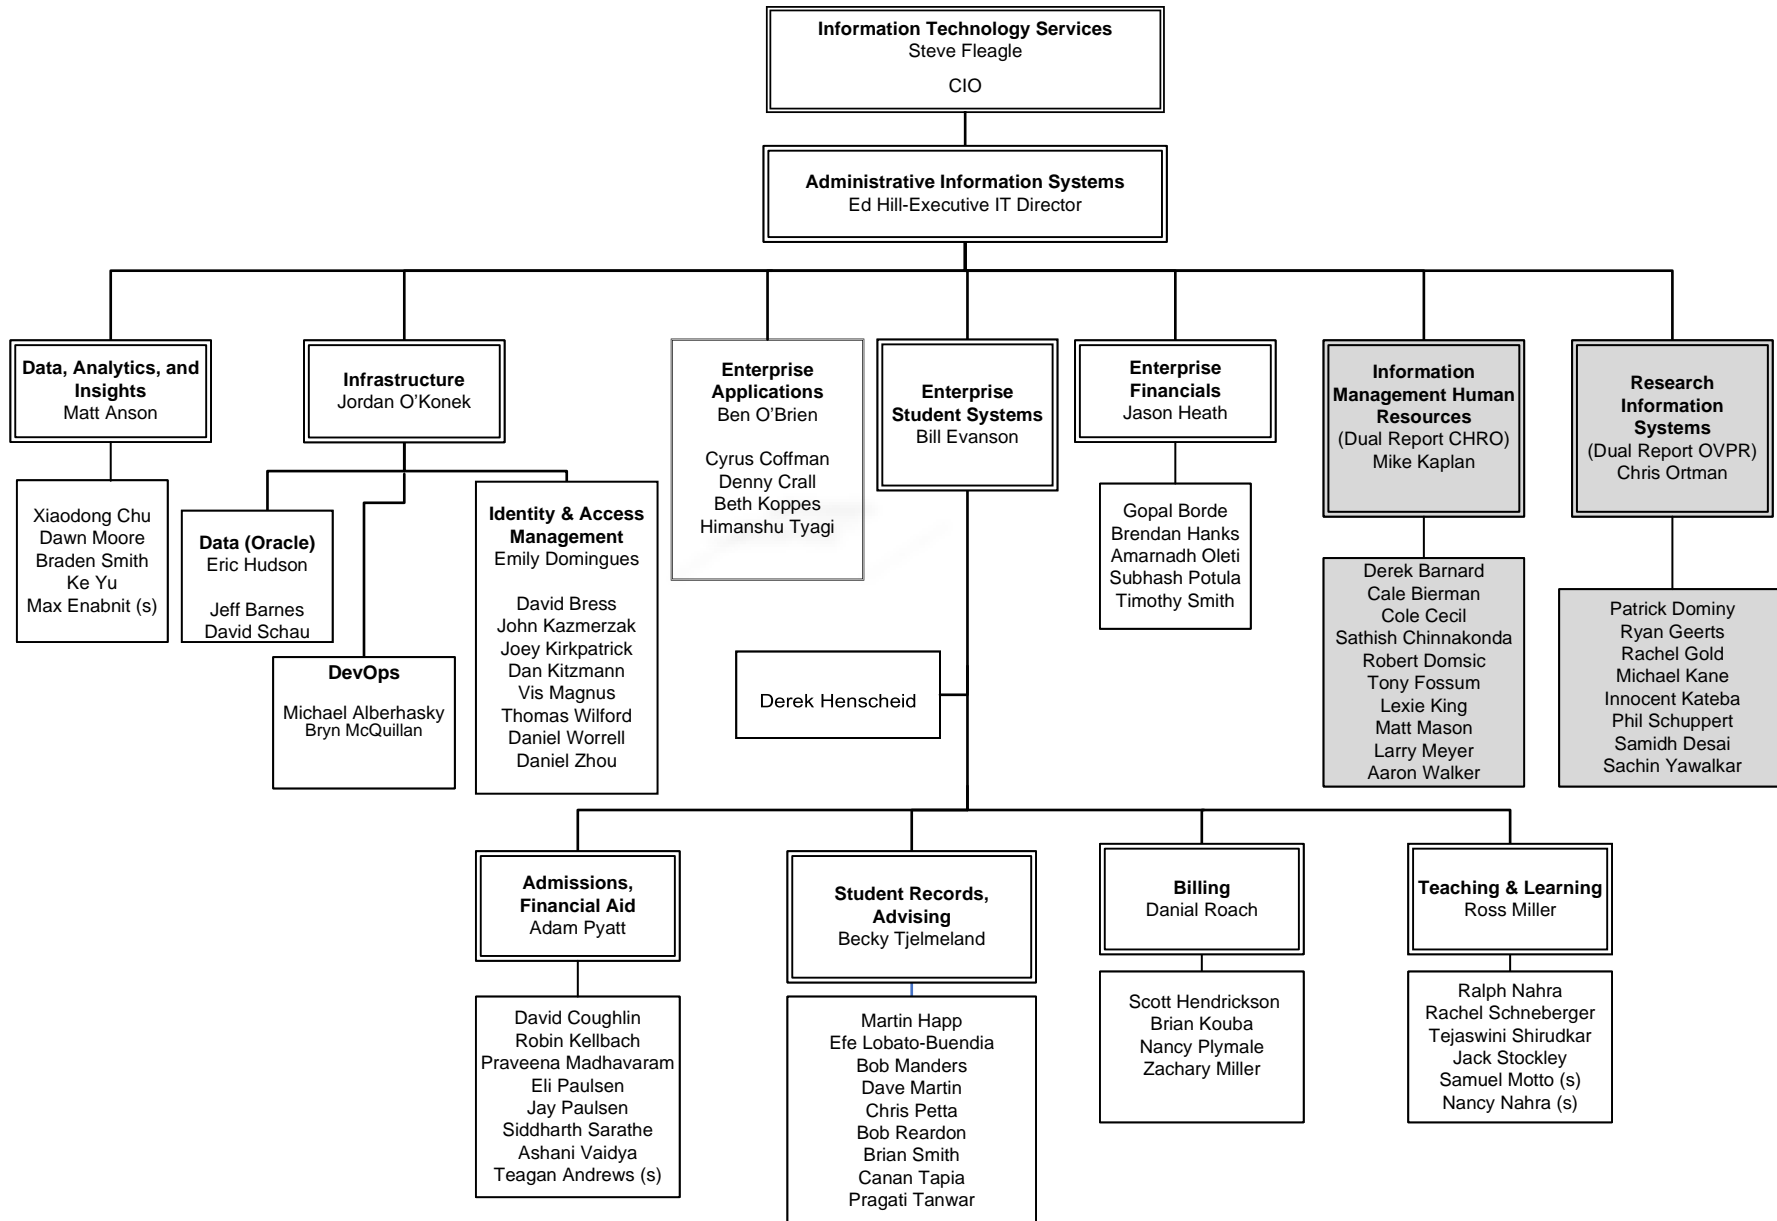 Information Technology Services
Steve Fleagle
CIO
Administrative Information Systems
Ed Hill-Executive IT Director
Data, Analytics, and
Insights
Matt Anson
Xiaodong Chu
Dawn Moore
Braden Smith
Ke Yu
Max Enabnit (s)
Infrastructure
Jordan O’Konek
Data (Oracle)
Eric Hudson
Jeff Barnes
David Schau
DevOps
Michael Alberhasky
Bryn McQuillan
Identity & Access
Management
Emily Domingues
David Bress
John Kazmerzak
Joey Kirkpatrick
Dan Kitzmann
Vis Magnus
Thomas Wilford
Daniel Worrell
Daniel Zhou
Enterprise
Applications
Ben O’Brien
Cyrus Coffman
Denny Crall
Beth Koppes
Himanshu Tyagi
Enterprise
Student Systems
Bill Evanson
Derek Henscheid
Enterprise
Financials
Jason Heath
Gopal Borde
Brendan Hanks
Amarnadh Oleti
Subhash Potula
Timothy Smith
Information
Management Human
Resources
(Dual Report CHRO)
Mike Kaplan
Derek Barnard
Cale Bierman
Cole Cecil
Sathish Chinnakonda
Robert Domsic
Tony Fossum
Lexie King
Matt Mason
Larry Meyer
Aaron Walker
Research
Information
Systems
(Dual Report OVPR)
Chris Ortman
Patrick Dominy
Ryan Geerts
Rachel Gold
Michael Kane
Innocent Kateba
Phil Schuppert
Samidh Desai
Sachin Yawalkar
Admissions,
Financial Aid
Adam Pyatt
David Coughlin
Robin Kellbach
Praveena Madhavaram
Eli Paulsen
Jay Paulsen
Siddharth Sarathe
Ashani Vaidya
Teagan Andrews (s)
Student Records,
Advising
Becky Tjelmeland
Martin Happ
Efe Lobato-Buendia
Bob Manders
Dave Martin
Chris Petta
Bob Reardon
Brian Smith
Canan Tapia
Pragati Tanwar
Billing
Danial Roach
Scott Hendrickson
Brian Kouba
Nancy Plymale
Zachary Miller
Teaching & Learning
Ross Miller
Ralph Nahra
Rachel Schneberger
Tejaswini Shirudkar
Jack Stockley
Samuel Motto (s)
Nancy Nahra (s)